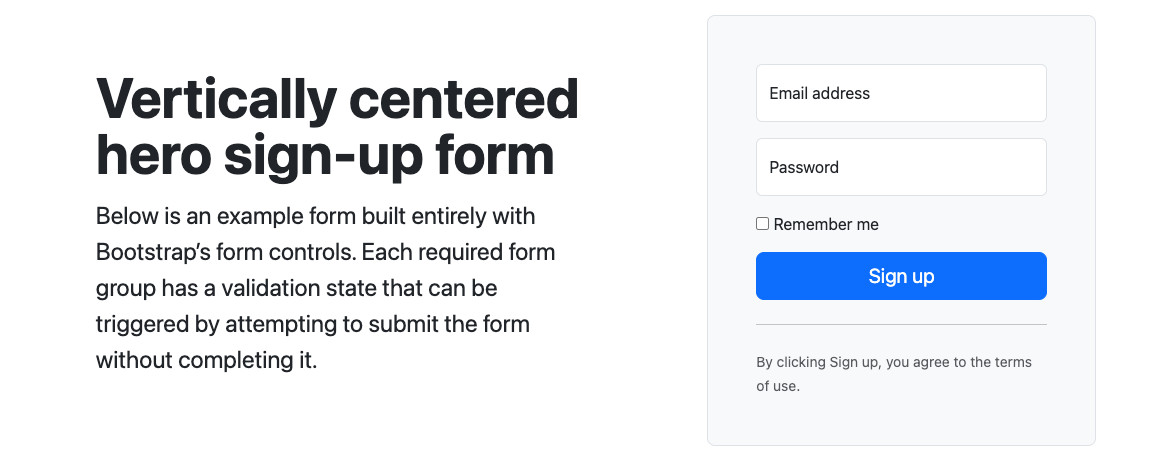 Vertically centered
hero sign-up form
Below is an example form built entirely with
Bootstrap’s form controls. Each required form
group has a validation state that can be
triggered by attempting to submit the form
without completing it.
Email address
Password
Remember me
Sign up
By clicking Sign up, you agree to the terms
of use.